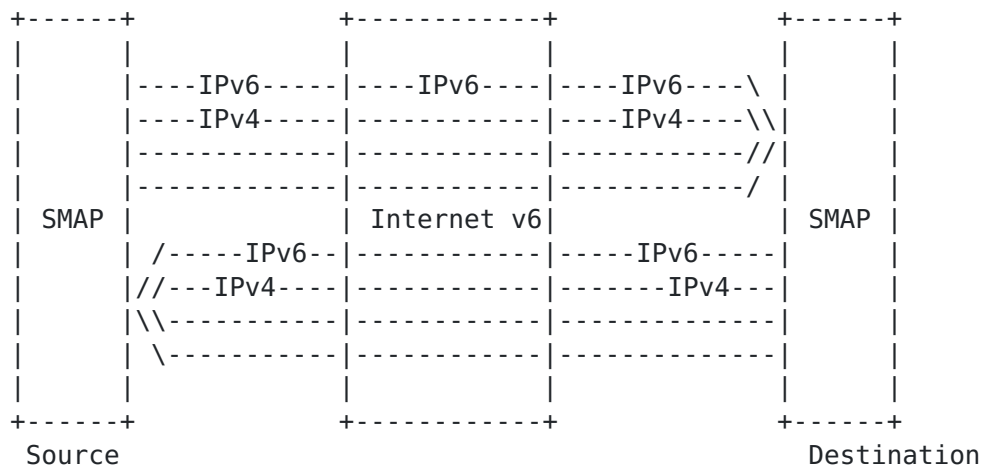 +------+              +------------+               +------+
|      |              |            |               |      |
|      |----IPv6-----|----IPv6----|----IPv6----\ |      |
|      |----IPv4-----|------------|----IPv4----\\|      |
|      |-------------|------------|------------//|      |
|      |-------------|------------|------------/ |      |
| SMAP |             | Internet v6|              | SMAP |
|      | /-----IPv6--|------------|-----IPv6-----|      |
|      |//---IPv4----|------------|-------IPv4---|      |
|      |\\-----------|------------|--------------|      |
|      | \-----------|------------|--------------|      |
|      |             |            |              |      |
+------+             +------------+              +------+
Source                                            Destination